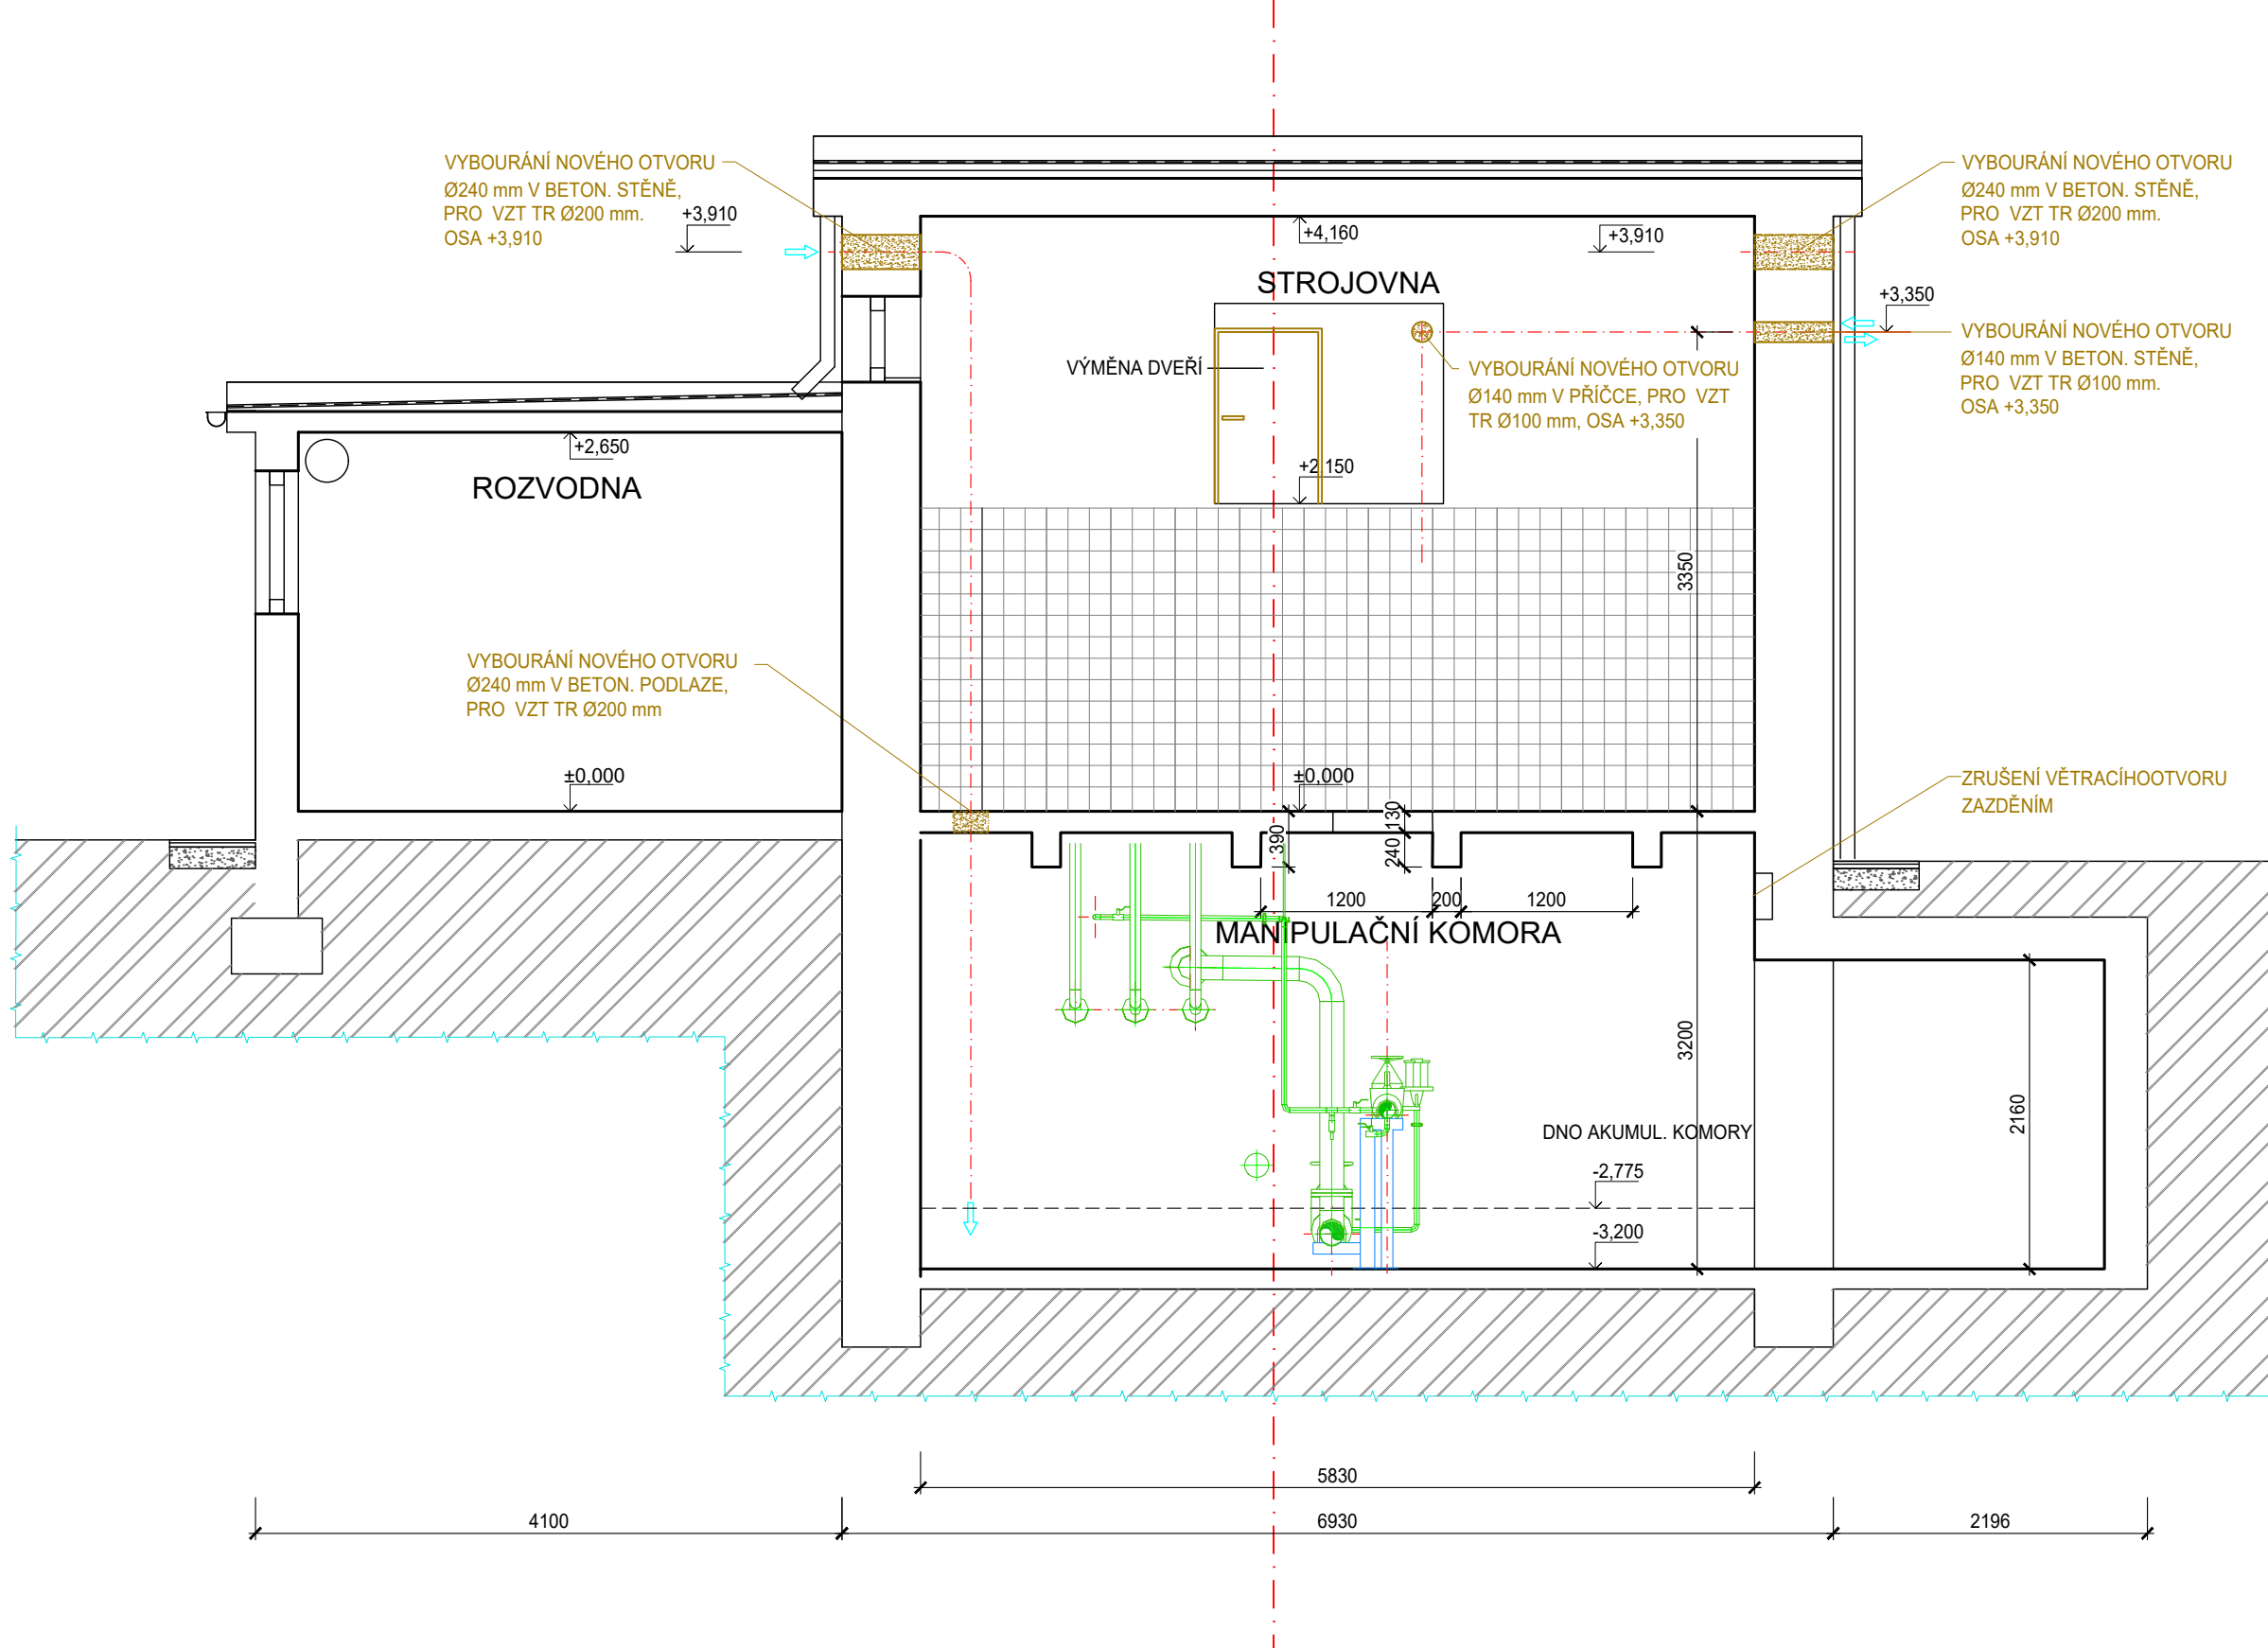 VYBOURÁNÍ NOVÉHO OTVORU
Ø240 mm V BETON. STĚNĚ,
PRO VZT TR Ø200 mm.
OSA +3,910
+3,910
+4,160
+3,910
VYBOURÁNÍ NOVÉHO OTVORU
Ø240 mm V BETON. STĚNĚ,
PRO VZT TR Ø200 mm.
OSA +3,910
STROJOVNA
+3,350
VÝMĚNA DVEŘÍ
VYBOURÁNÍ NOVÉHO OTVORU
Ø140 mm V PŘÍČCE, PRO VZT
TR Ø100 mm, OSA +3,350
VYBOURÁNÍ NOVÉHO OTVORU
Ø140 mm V BETON. STĚNĚ,
PRO VZT TR Ø100 mm.
OSA +3,350
+2,650
ROZVODNA
+2,150
3350
VYBOURÁNÍ NOVÉHO OTVORU
Ø240 mm V BETON. PODLAZE,
PRO VZT TR Ø200 mm
±0,000
±0,000
ZRUŠENÍ VĚTRACÍHOOTVORU
ZAZDĚNÍM
390
130
240
1200
200
1200
MANIPULAČNÍ KOMORA
3200
2160
DNO AKUMUL. KOMORY
-2,775
-3,200
5830
4100
6930
2196